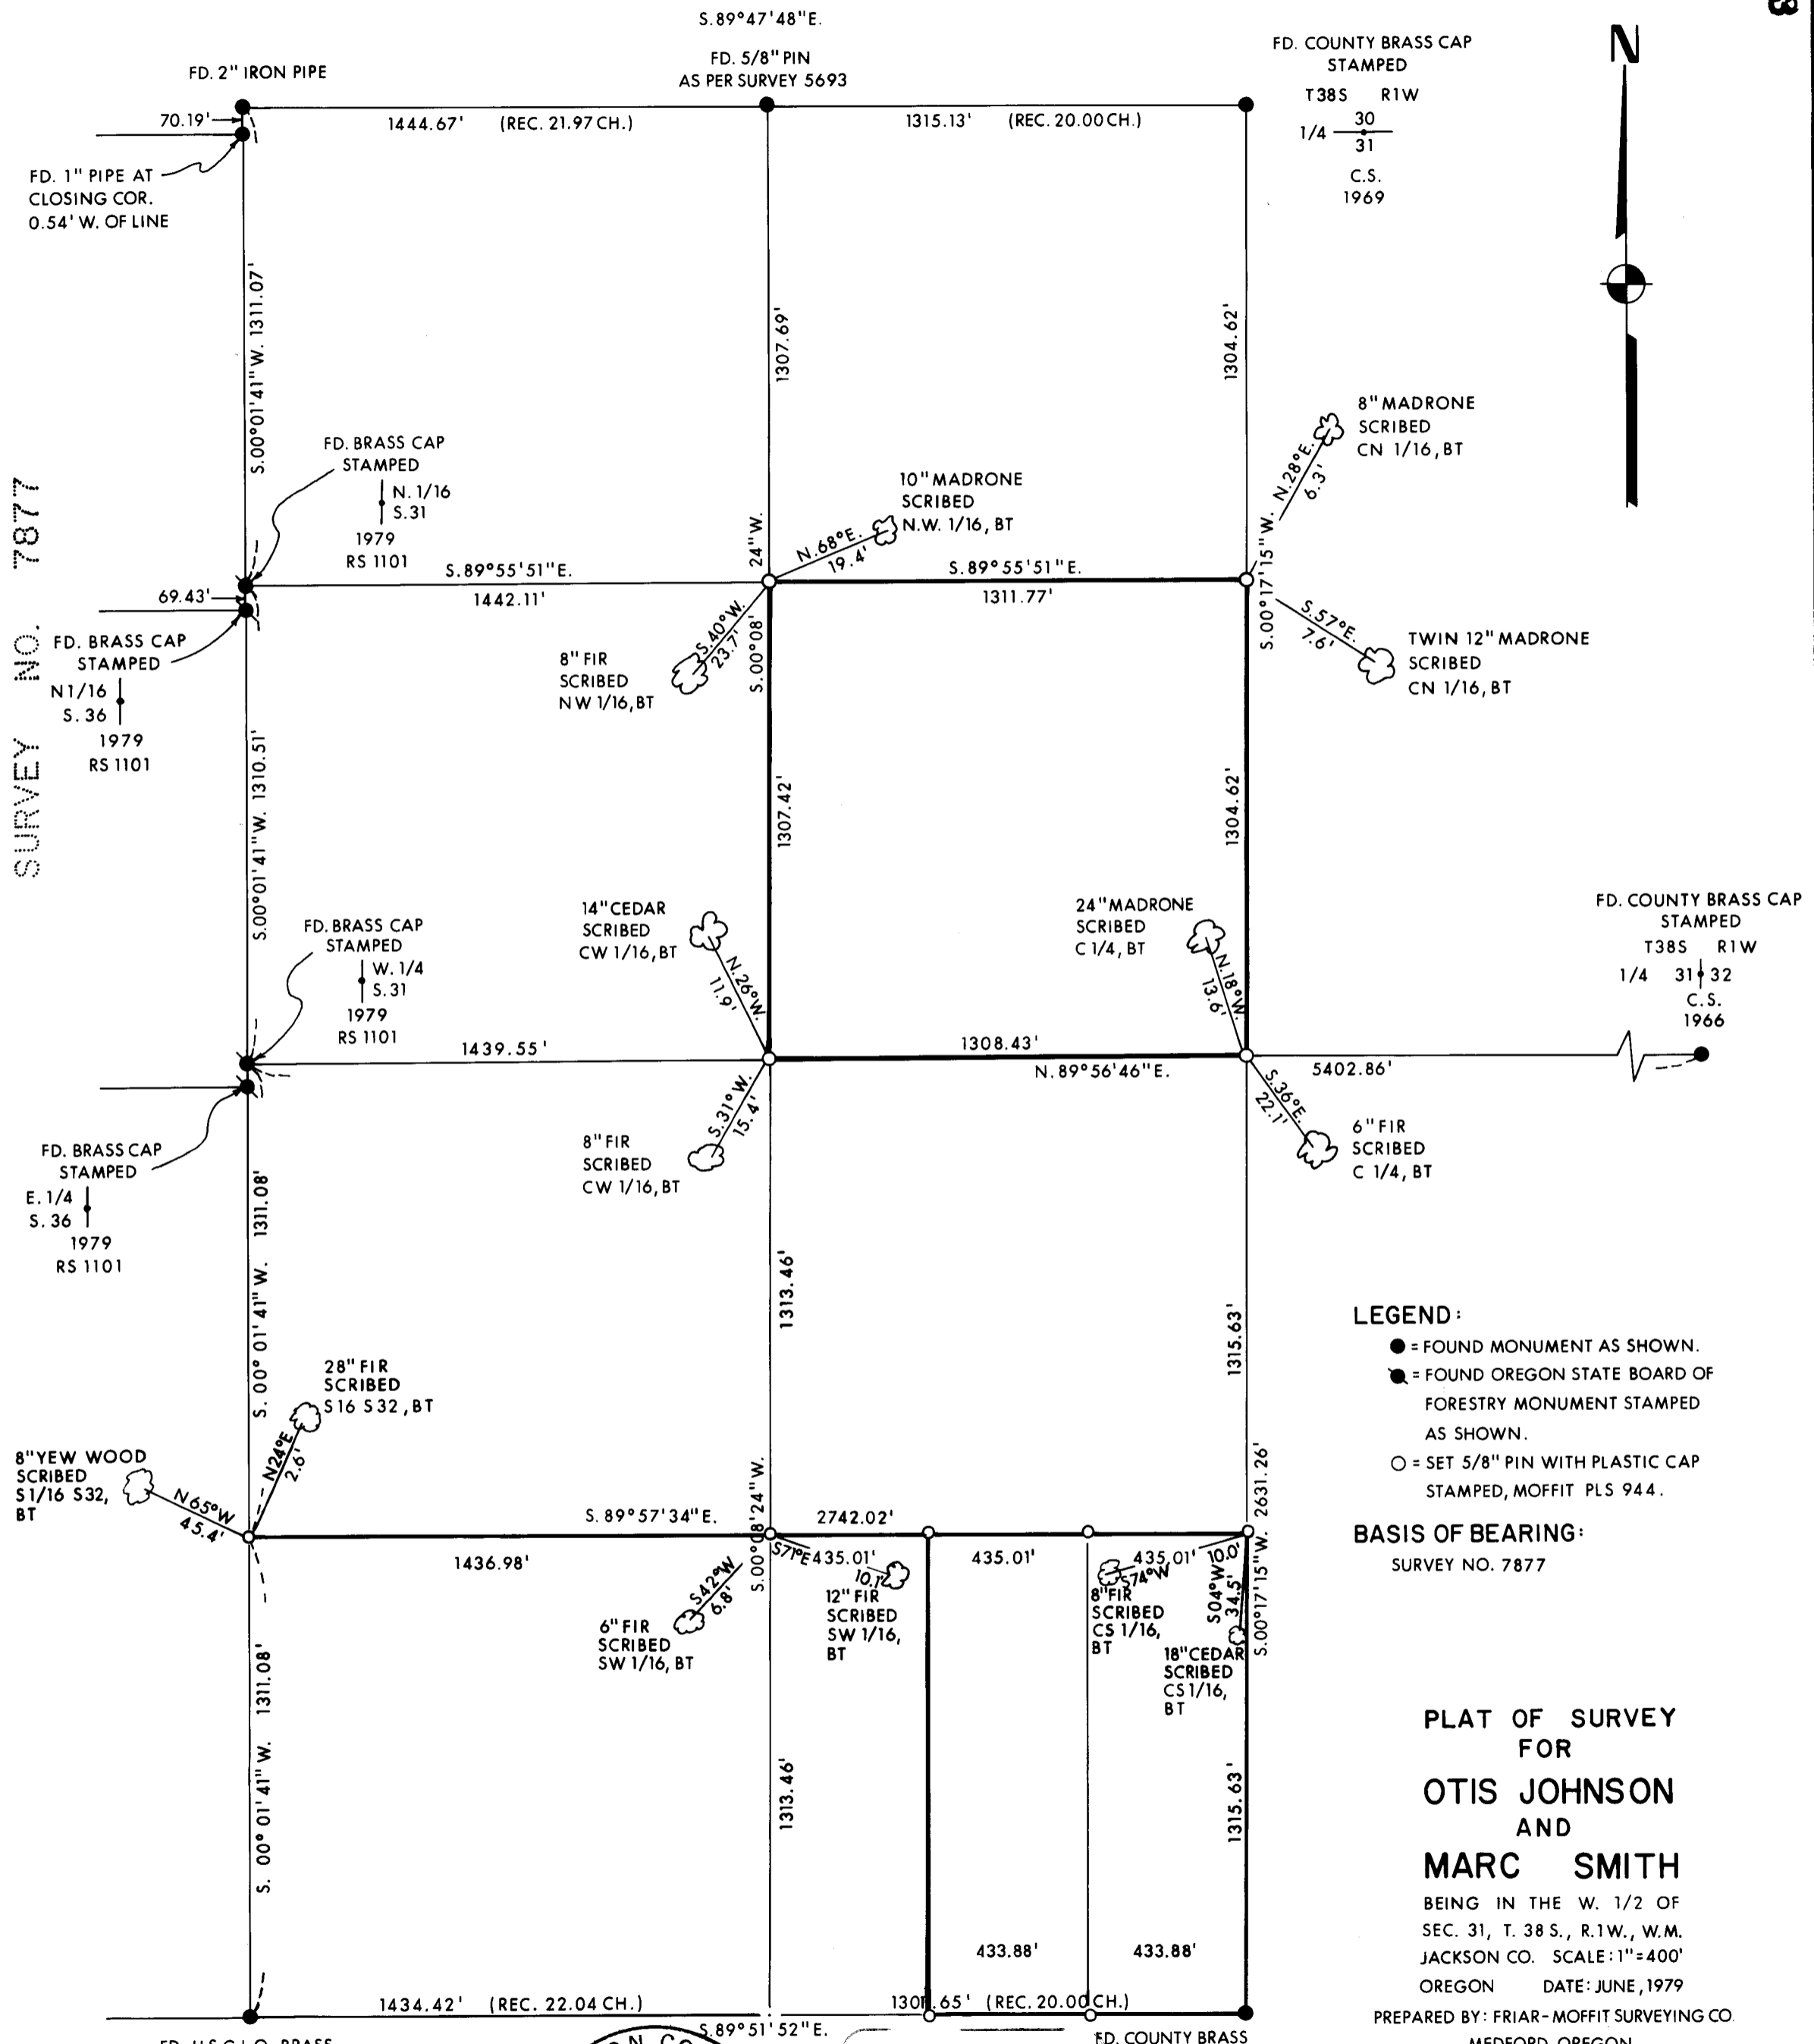 S.89°47'48"E.
FD. 2" IRON PIPE
FD. 5/8" PIN
AS PER SURVEY 5693
FD. COUNTY BRASS CAP
STAMPED
T38S R1W
30
1/4
31
C.S.
1969
N
70.19'
1444.67' (REC. 21.97 CH.)
1315.13' (REC. 20.00 CH.)
FD. 1" PIPE AT
CLOSING COR.
0.54' W. OF LINE
S.00°01'41"W. 1311.07'
1307.69'
1304.62'
FD. BRASS CAP
STAMPED
N. 1/16
S.31
1979
RS 1101
10" MADRONE
SCRIBED
N.W. 1/16, BT
N.68°E.
19.4'
8" MADRONE
SCRIBED
CN 1/16, BT
N.28°E.
6.3'
SURVEY NO. 7877
S.89°55'51"E.
1442.11'
S.89°55'51"E.
1311.77'
69.43'
FD. BRASS CAP
STAMPED
N1/16
S. 36
1979
RS 1101
8" FIR
SCRIBED
NW 1/16, BT
S.40°W.
23.7'
S.00°08' 24"W.
S.00°17'15"W.
S.57°E.
7.6'
TWIN 12" MADRONE
SCRIBED
CN 1/16, BT
S.00°01'41"W. 1310.51'
1307.42'
1304.62'
FD. BRASS CAP
STAMPED
W. 1/4
S.31
1979
RS 1101
14" CEDAR
SCRIBED
CW 1/16, BT
N.26°W.
11.9'
24" MADRONE
SCRIBED
C 1/4, BT
N.18°W.
13.6'
FD. COUNTY BRASS CAP
STAMPED
T38S R1W
1/4 31 32
C.S.
1966
1439.55'
1308.43'
N.89°56'46"E.
5402.86'
FD. BRASS CAP
STAMPED
E. 1/4
S. 36
1979
RS 1101
8" FIR
SCRIBED
CW 1/16, BT
S.31°W.
15.4'
S.36°E.
22.1'
6" FIR
SCRIBED
C 1/4, BT
S. 00° 01' 41" W. 1311.08'
1313.46'
1315.63'
LEGEND:
= FOUND MONUMENT AS SHOWN.
= FOUND OREGON STATE BOARD OF
FORESTRY MONUMENT STAMPED
AS SHOWN.
= SET 5/8" PIN WITH PLASTIC CAP
STAMPED, MOFFIT PLS 944.
28" FIR
SCRIBED
S16 S32, BT
N24°E
2.6'
8" YEW WOOD
SCRIBED
S1/16 S32,
BT
N65°W
45.4'
S. 89°57'34"E.
2742.02'
1436.98'
435.01'
435.01'
435.01'
S.00°08'24"W.
S.00°17'15"W. 2631.26'
BASIS OF BEARING:
SURVEY NO. 7877
S71°E
10.1'
12" FIR
SCRIBED
SW 1/16,
BT
S42°W
6.8'
6" FIR
SCRIBED
SW 1/16, BT
10.0'
S74°W
8" FIR
SCRIBED
CS 1/16,
BT
S04°W
34.5'
18" CEDAR
SCRIBED
CS1/16,
BT
S. 00° 01' 41" W. 1311.08'
1313.46'
1315.63'
PLAT OF SURVEY
FOR
OTIS JOHNSON
AND
MARC SMITH
BEING IN THE W. 1/2 OF
SEC. 31, T. 38 S., R.1W., W.M.
JACKSON CO. SCALE: 1"=400'
OREGON DATE: JUNE, 1979
PREPARED BY: FRIAR-MOFFIT SURVEYING CO.
MEDFORD, OREGON
433.88'
433.88'
1434.42' (REC. 22.04 CH.)
(REC. 20.00 CH.)
S.89°51'52"E.
FD. COUNTY BRASS